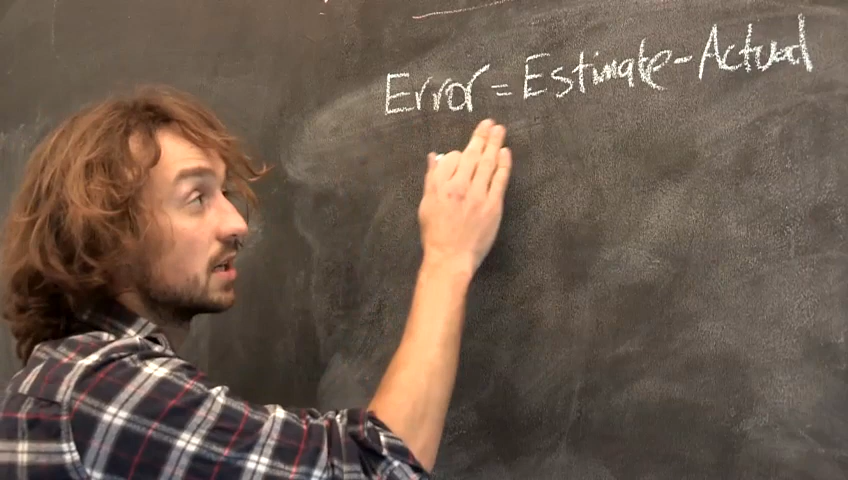 Error = Estimate - Actual